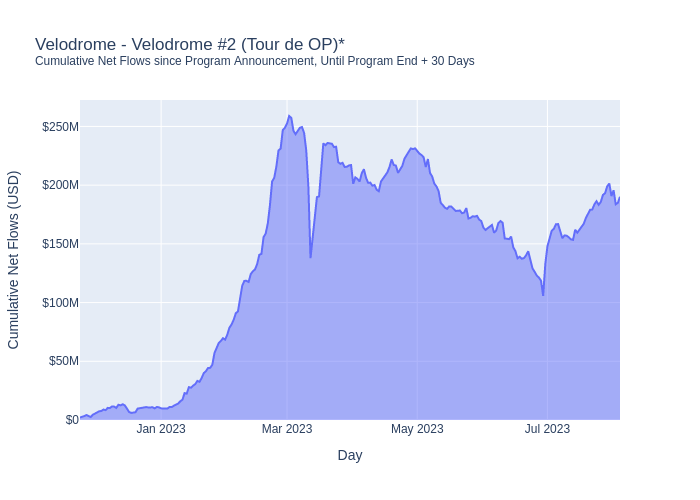 Velodrome - Velodrome #2 (Tour de OP)*
Cumulative Net Flows since Program Announcement, Until Program End + 30 Days
Cumulative Net Flows (USD)
$250M
$200M
$150M
$100M
$50M
$0
Jan 2023 Mar 2023 May 2023 Jul 2023
Day